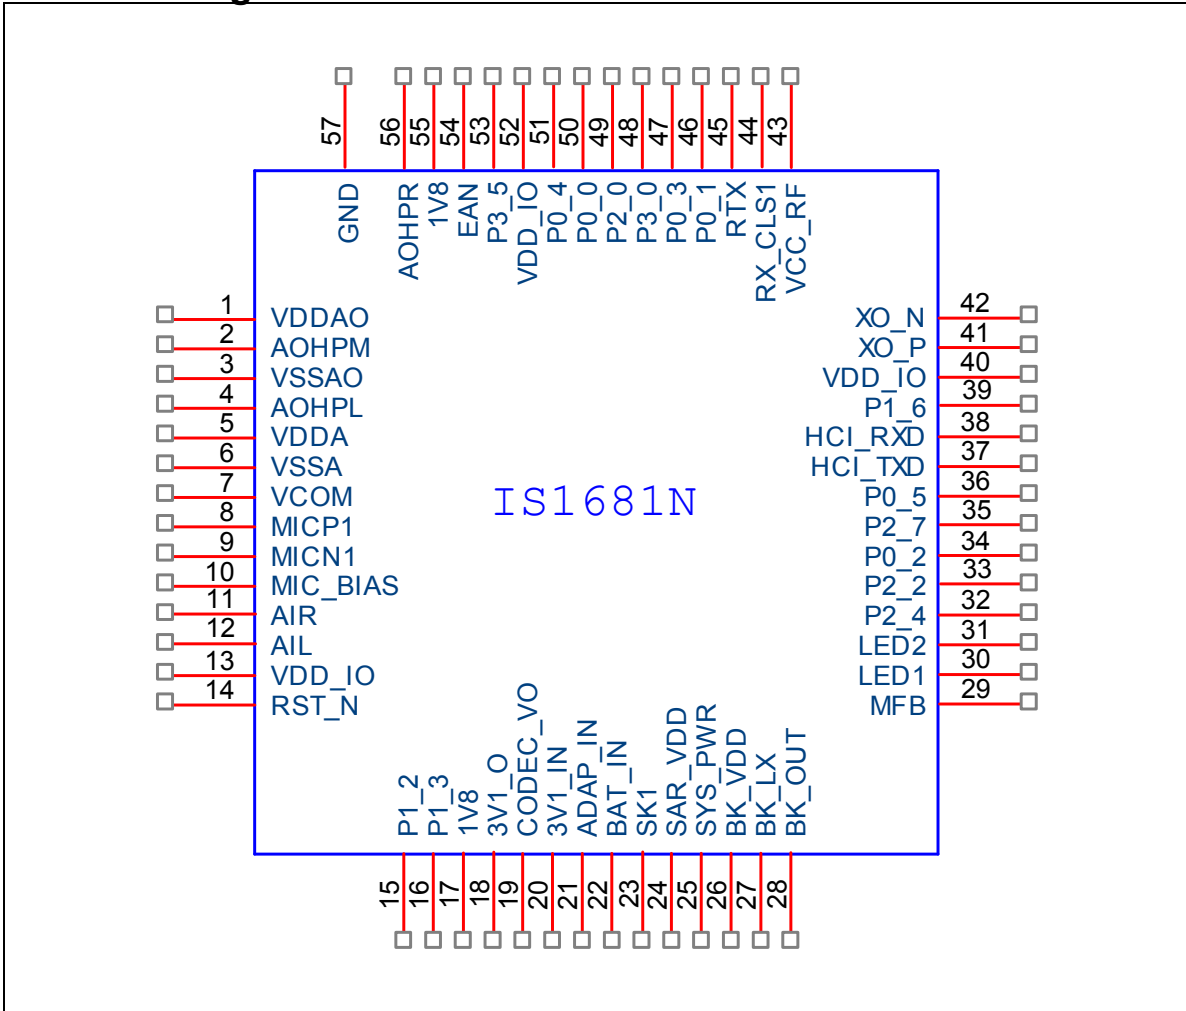 57 56 55 54 53 52 51 50 49 48 47 46 45 44 43
GND AOHPR 1V8 EAN P3_5 VDD_IO P0_4 P0_0 P2_0 P3_0 P0_3 P0_1 RTX RX_CLS1 VCC_RF
1 VDDAO
2 AOHPM
3 VSSAO
4 AOHPL
5 VDDA
6 VSSA
7 VCOM
8 MICP1
9 MICN1
10 MIC_BIAS
11 AIR
12 AIL
13 VDD_IO
14 RST_N
IS1681N
XO_N 42
XO_P 41
VDD_IO 40
P1_6 39
HCI_RXD 38
HCI_TXD 37
P0_5 36
P2_7 35
P0_2 34
P2_2 33
P2_4 32
LED2 31
LED1 30
MFB 29
P1_2 P1_3 1V8 3V1_O CODEC_VO 3V1_IN ADAP_IN BAT_IN SK1 SAR_VDD SYS_PWR BK_VDD BK_LX BK_OUT
15 16 17 18 19 20 21 22 23 24 25 26 27 28